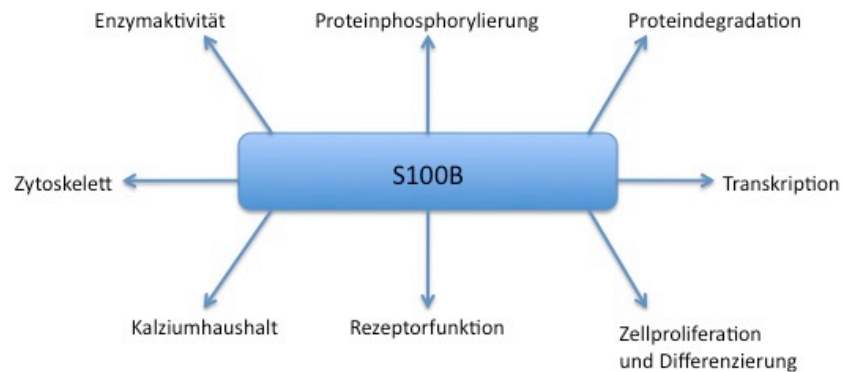 Enzymaktivität
Proteinphosphorylierung
Proteindegradation
Zytoskelett
S100B
Transkription
Kalziumhaushalt
Rezeptorfunktion
Zellproliferation
und Differenzierung